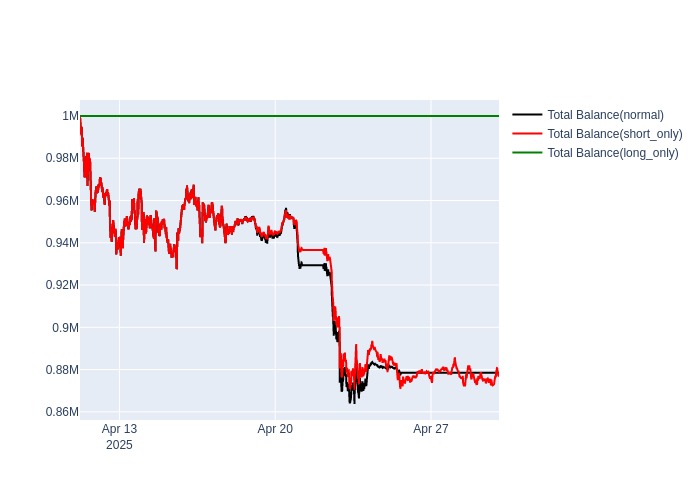 1M
0.98M
0.96M
0.94M
0.92M
0.9M
0.88M
0.86M
Apr 13
2025
Apr 20
Apr 27
Total Balance(normal)
Total Balance(short_only)
Total Balance(long_only)